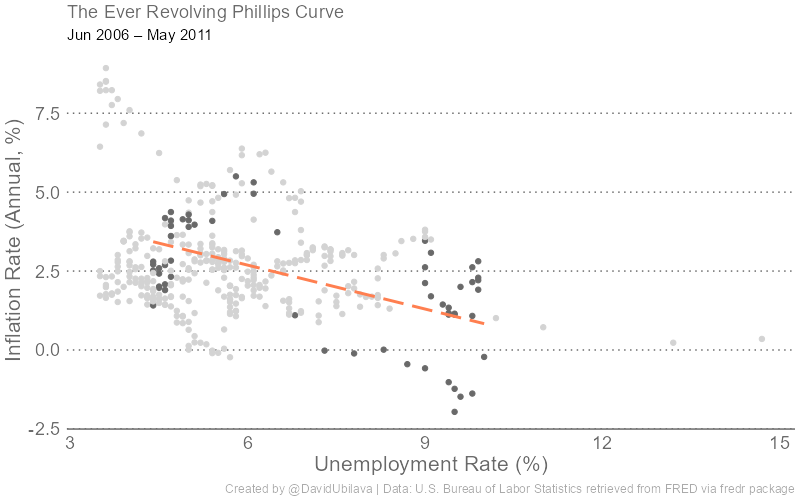 The Ever Revolving Phillips Curve
Jun 2006 – May 2011
Inflation Rate (Annual, %)
7.5
5.0
2.5
0.0
-2.5
3 6 9 12 15
Unemployment Rate (%)
Created by @DavidUbilava | Data: U.S. Bureau of Labor Statistics retrieved from FRED via fredr package